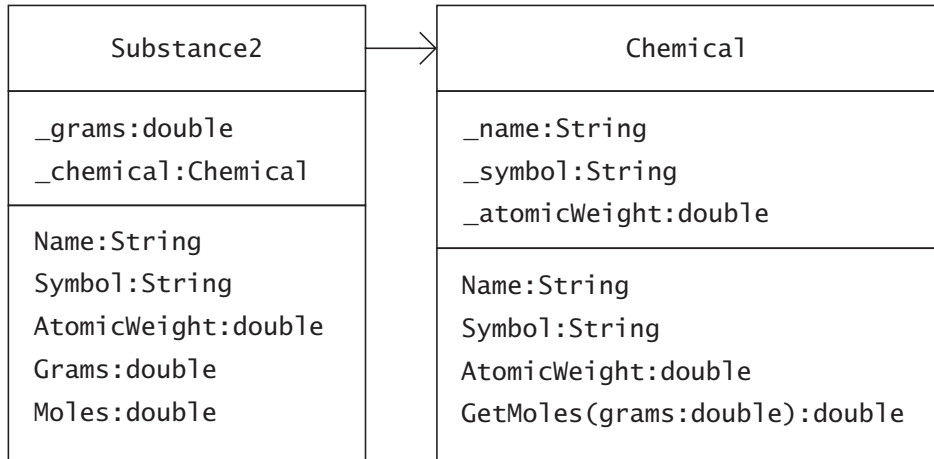 Substance2
_grams:double
_chemical:Chemical
Name:String
Symbol:String
AtomicWeight:double
Grams:double
Moles:double
Chemical
_name:String
_symbol:String
_atomicWeight:double
Name:String
Symbol:String
AtomicWeight:double
GetMoles(grams:double):double